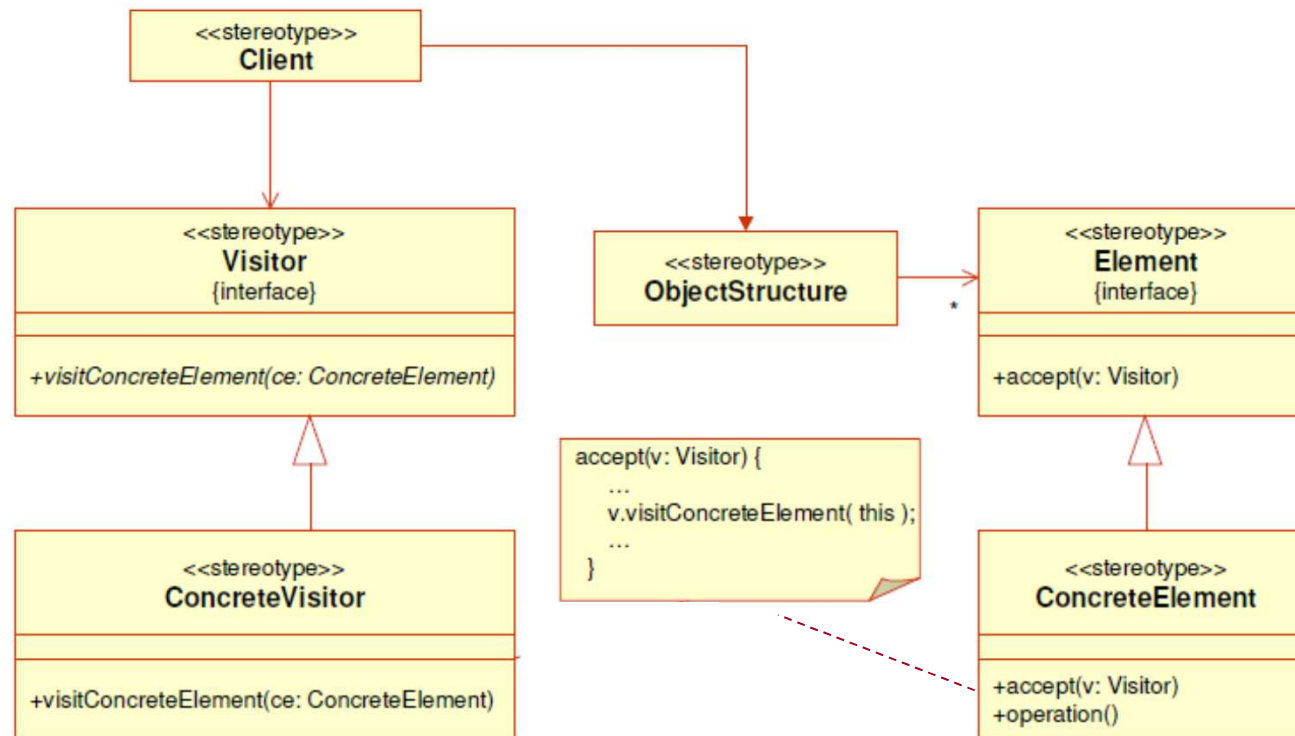 <<stereotype>>
Client
<<stereotype>>
Visitor
{interface}
+visitConcreteElement(ce: ConcreteElement)
<<stereotype>>
ObjectStructure
*
<<stereotype>>
Element
{interface}
+accept(v: Visitor)
accept(v: Visitor) {
…
v.visitConcreteElement( this );
…
}
<<stereotype>>
ConcreteVisitor
+visitConcreteElement(ce: ConcreteElement)
<<stereotype>>
ConcreteElement
+accept(v: Visitor)
+operation()